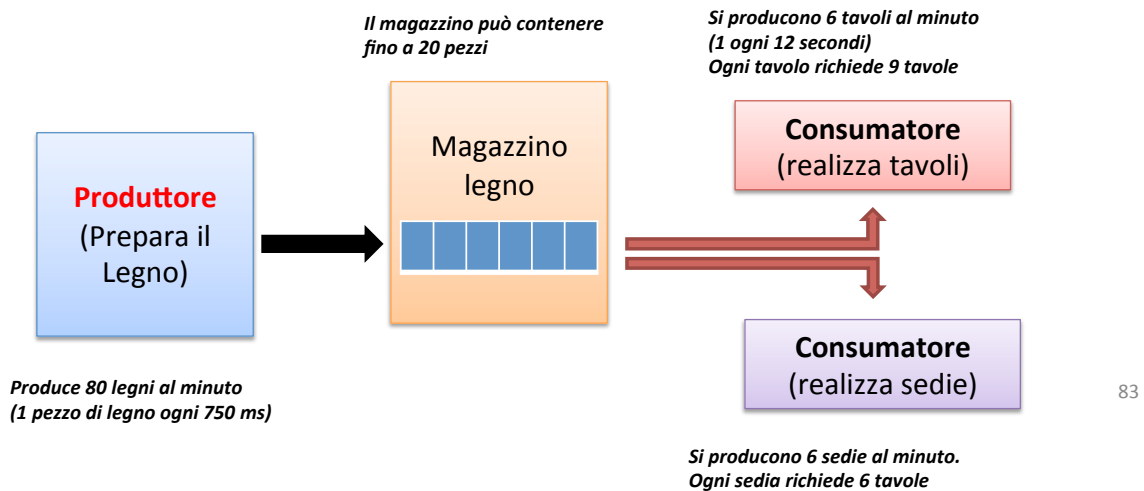 Il magazzino può contenere
fino a 20 pezzi
Si producono 6 tavoli al minuto
(1 ogni 12 secondi)
Ogni tavolo richiede 9 tavole
Produttore
(Prepara il
Legno)
Magazzino
legno
Consumatore
(realizza tavoli)
Consumatore
(realizza sedie)
Produce 80 legni al minuto
(1 pezzo di legno ogni 750 ms)
83
Si producono 6 sedie al minuto.
Ogni sedia richiede 6 tavole